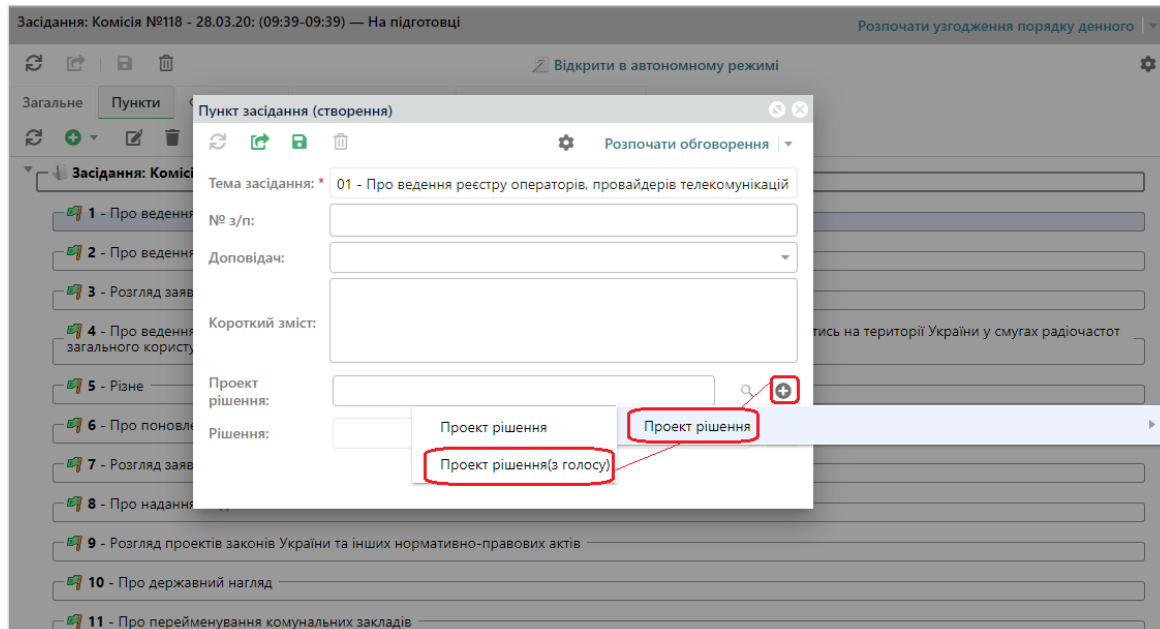 Засідання: Комісія №118 - 28.03.20: (09:39-09:39) — На підготовці
Розпочати узгодження порядку денного
Відкрити в автономному режимі
Загальне
Пункти
Пункт засідання (створення)
Розпочати обговорення
Засідання: Комісі
Тема засідання: *
01 - Про ведення реєстру операторів, провайдерів телекомунікацій
1 - Про ведення
№ з/п:
2 - Про ведення
Доповідач:
3 - Розгляд заяв
Короткий зміст:
4 - Про ведення
тись на території України у смугах радіочастот
загального користу
5 - Різне
Проект
рішення:
6 - Про поновле
Рішення:
Проект рішення
Проект рішення
7 - Розгляд заяв
Проект рішення(з голосу)
8 - Про надання
9 - Розгляд проектів законів України та інших нормативно-правових актів
10 - Про державний нагляд
11 - Про перейменування комунальних закладів